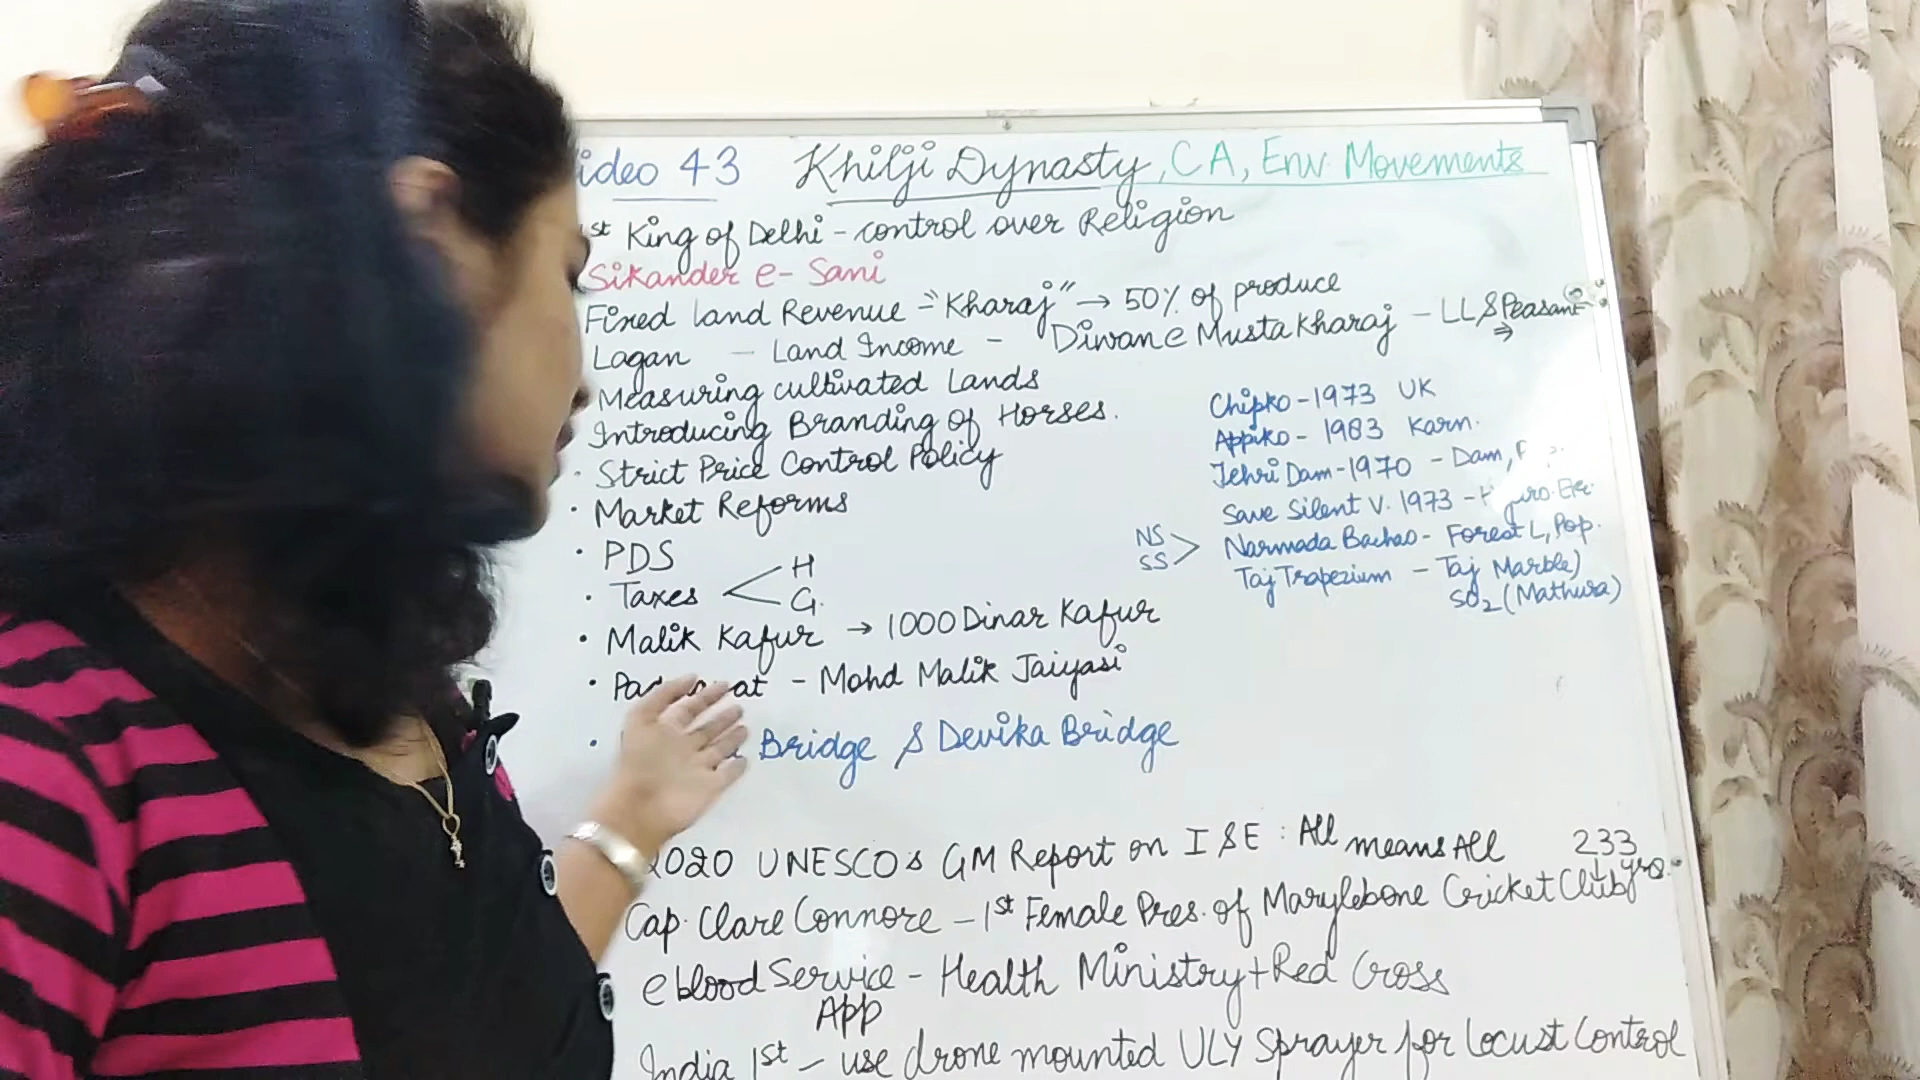 ideo 43 Khilji Dynasty, CA, Env. Movements
st King of Delhi - control over Religion
Sikander e- Sani
Fixed land Revenue - "Kharaj" → 50% of produce
Lagan - Land Income - Diwan e Musta Kharaj - LL & Peasant
Measuring cultivated Lands
Introducing Branding of Horses.
· Strict Price Control Policy
· Market Reforms
· PDS
· Taxes < H
G.
· Malik Kafur → 1000 Dinar Kafur
· - Mohd Malik Jaiyasi
· Bridge & Devika Bridge
Chipko - 1973 UK
Appiko - 1983 Karn.
Tehri Dam - 1970 - Dam,
Save Silent V. 1973 -
NS
SS > Narmada Bachao - Forest L, Pop.
Taj Trapezium - Taj Marble)
SO2 (Mathura)
2020 UNESCO's GM Report on I & E : All means All 233
↓ yrs.
Cap. Clare Connore - 1st Female Pres. of Marylebone Cricket Club
e blood Service - Health Ministry + Red Cross
App
India 1st - use drone mounted ULV Sprayer for Locust Control